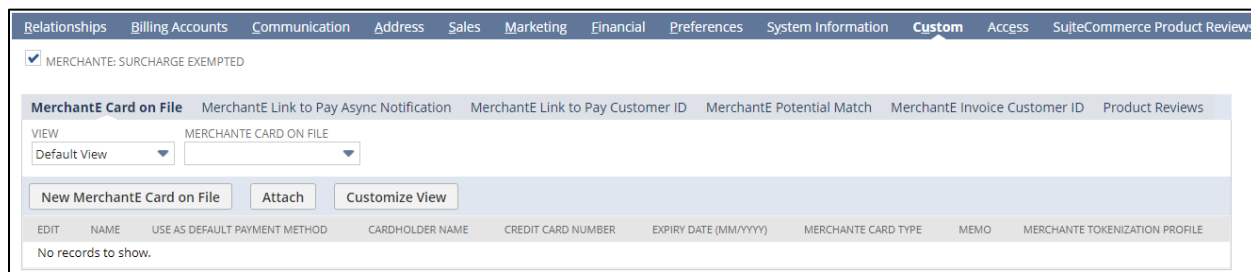 Relationships Billing Accounts Communication Address Sales Marketing Financial Preferences System Information Custom Access SuiteCommerce Product Reviews
MERCHANTE: SURCHARGE EXEMPTED
MerchantE Card on File MerchantE Link to Pay Async Notification MerchantE Link to Pay Customer ID MerchantE Potential Match MerchantE Invoice Customer ID Product Reviews
VIEW MERCHANTE CARD ON FILE
Default View
New MerchantE Card on File Attach Customize View
EDIT NAME USE AS DEFAULT PAYMENT METHOD CARDHOLDER NAME CREDIT CARD NUMBER EXPIRY DATE (MM/YYYY) MERCHANTE CARD TYPE MEMO MERCHANTE TOKENIZATION PROFILE
No records to show.